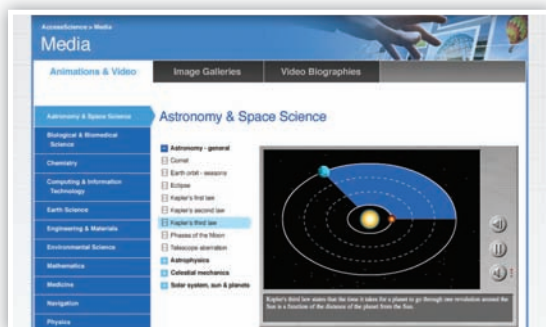 AccessScience > Media
Media
Animations & Video
Image Galleries
Video Biographies
Astronomy & Space Science
Biological & Biomedical
Science
Chemistry
Computing & Information
Technology
Earth Science
Engineering & Materials
Environmental Science
Mathematics
Medicine
Navigation
Physics
Astronomy & Space Science
Astronomy - general
Comet
Earth orbit - seasons
Eclipse
Kepler's first law
Kepler's second law
Kepler's third law
Phases of the Moon
Telescope aberration
Astrophysics
Celestial mechanics
Solar system, sun & planets
Kepler's third law states that the time it takes for a planet to go through one revolution around the
Sun is a function of the distance of the planet from the Sun.